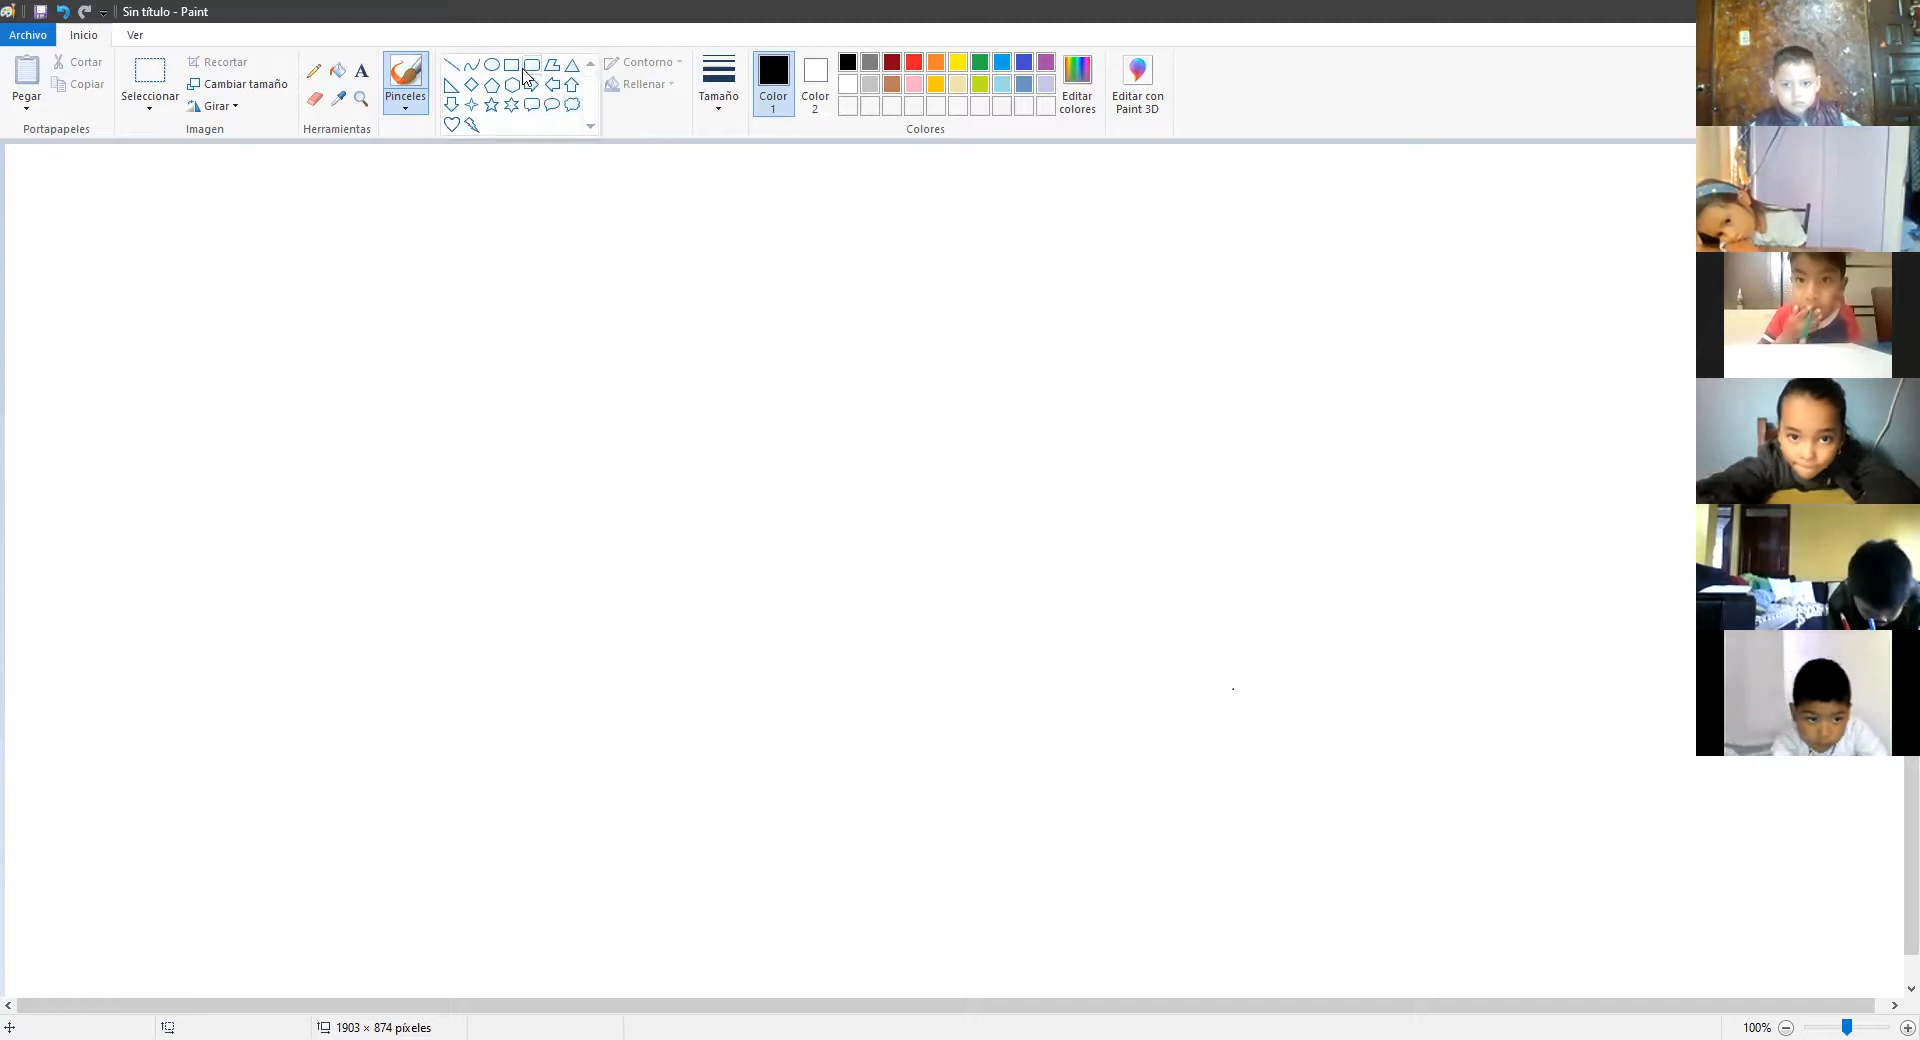 Sin título - Paint
Archivo Inicio Ver
Pegar
Cortar
Copiar
Portapapeles
Seleccionar
Recortar
Cambiar tamaño
Girar
Imagen
A
Herramientas
Pinceles
Contorno
Rellenar
Tamaño
Color
1
Color
2
Editar
colores
Colores
Editar con
Paint 3D
1903 × 874 píxeles
100%